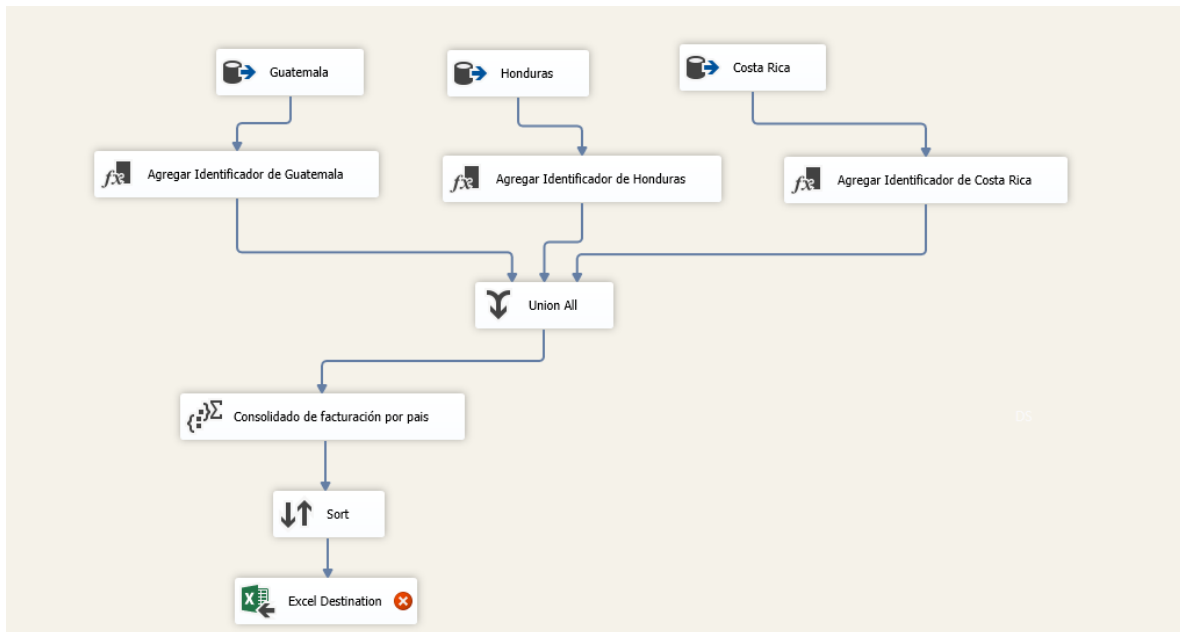 Guatemala
Honduras
Costa Rica
Agregar Identificador de Guatemala
Agregar Identificador de Honduras
Agregar Identificador de Costa Rica
Union All
Consolidado de facturación por pais
Sort
Excel Destination